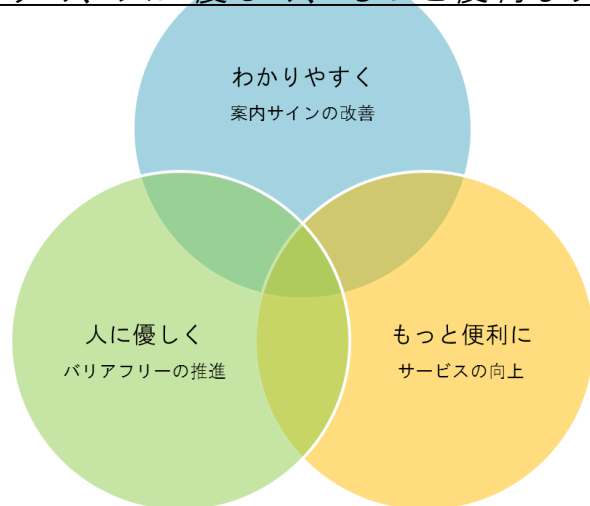 わかりやすく
案内サインの改善
人に優しく
バリアフリーの推進
もっと便利に
サービスの向上